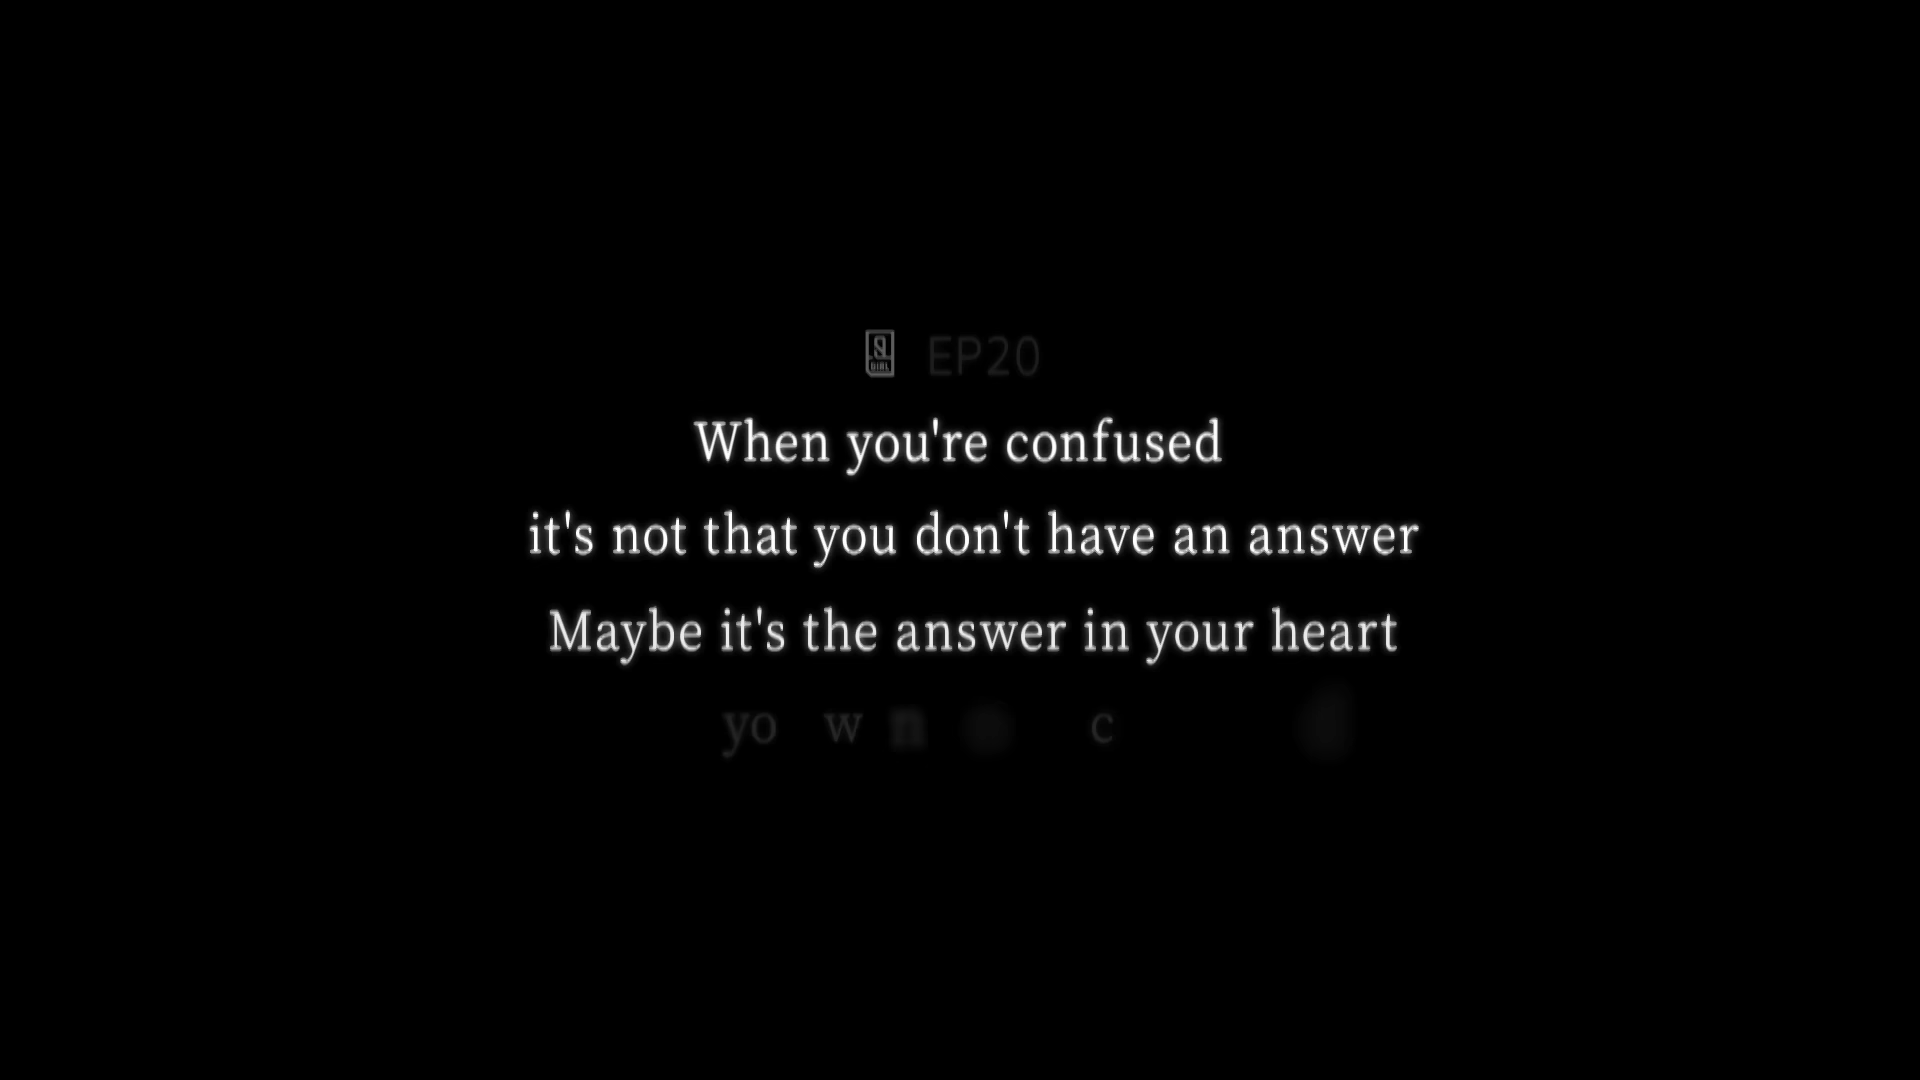 EP20
When you're confused
it's not that you don't have an answer
Maybe it's the answer in your heart